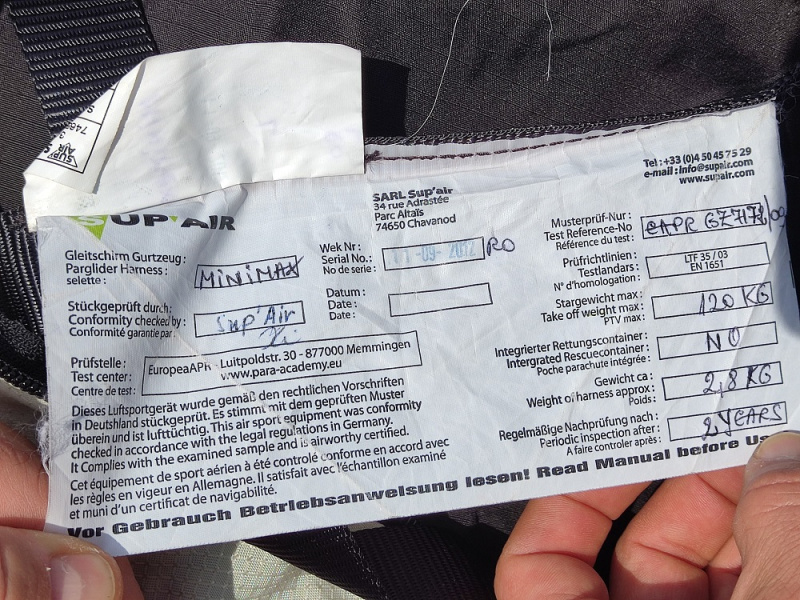 SUP'AIR
SARL Sup'air
34 rue Adrastée
Parc Altaïs
74650 Chavanod
Tel : +33 (0)4 50 45 75 29
e-mail : info@supair.com
www.supair.com
Gleitschirm Gurtzeug :
Parglider Harness :
selette :
MINIMAX
Wek Nr :
Serial No. :
No de serie :
11-09-2012 RO
Musterprüf-Nur :
Test Reference-No
Référence du test :
Stückgeprüft durch:
Conformity checked by :
Conformité garantie par :
Sup'Air
Datum :
Date :
Date :
Prüfrichtlinien :
Testlandars :
N° d'homologation :
LTF 35 / 03
EN 1651
Stargewicht max :
Take off weight max :
PTV max :
120 KG
Prüfstelle :
Test center :
Centre de test :
EuropeaAPR - Luitpoldstr. 30 - 877000 Memmingen
www.para-academy.eu
Integrierter Rettungscontainer :
Intergrated Rescuecontainer :
Poche parachute intégrée :
NO
Gewicht ca :
Weight of harness approx :
Poids :
2,8 KG
Regelmäßige Nachprüfung nach :
Periodic inspection after :
A faire controler après :
2 YEARS
Dieses Luftsportgerät wurde gemäß den rechtlichen Vorschriften
in Deutschland stückgeprüft. Es stimmt mit dem geprüften Muster
überein und ist lufttüchtig. This air sport equipment was conformity
checked in accordance with the legal regulations in Germany.
It Complies with the examined sample and is airworthy certified.
Cet équipement de sport aérien à été controlé conforme en accord avec
les règles en vigeur en Allemagne. Il satisfait avec l'échantillon examiné
et muni d'un certificat de navigabilité.
Vor Gebrauch Betriebsanweisung lesen! Read Manual before